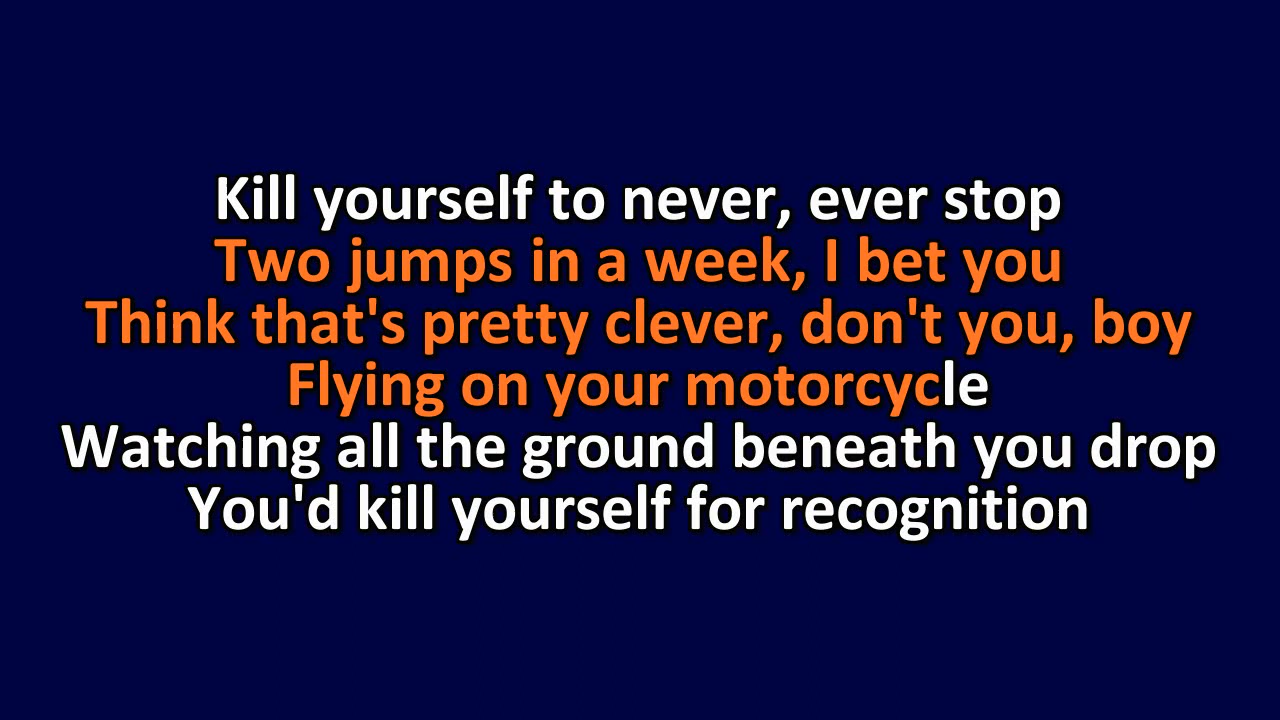 Kill yourself to never, ever stop
Two jumps in a week, I bet you
Think that's pretty clever, don't you, boy
Flying on your motorcycle
Watching all the ground beneath you drop
You'd kill yourself for recognition